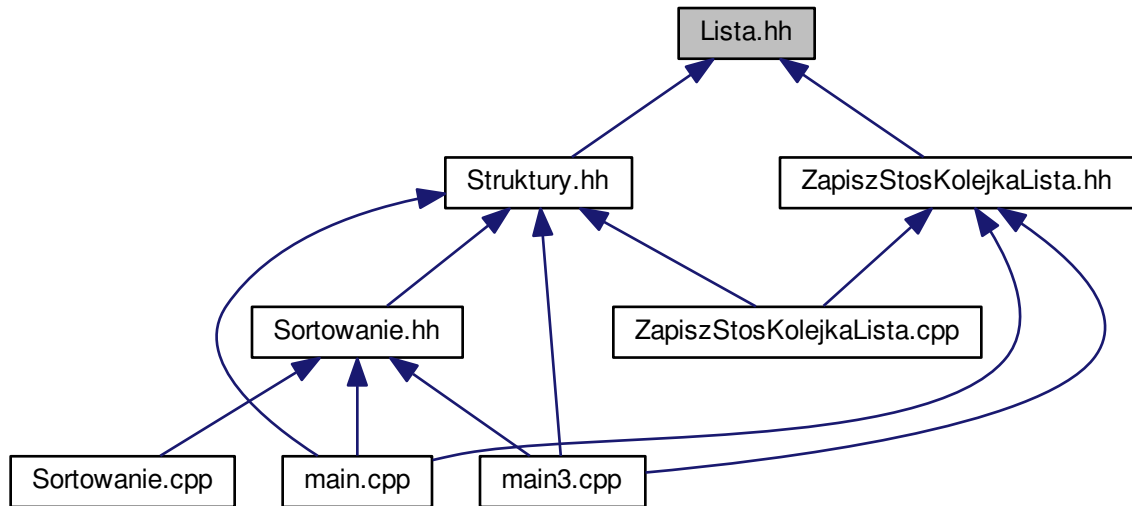 Lista.hh
Struktury.hh
ZapiszStosKolejkaLista.hh
Sortowanie.hh
ZapiszStosKolejkaLista.cpp
Sortowanie.cpp
main.cpp
main3.cpp